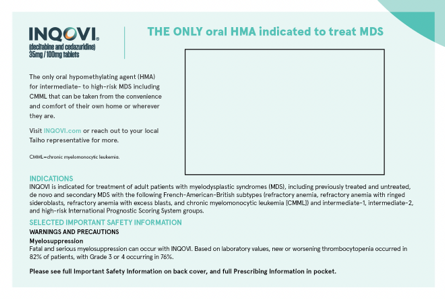 INQOVI®
(decitabine and cedazuridine)
35mg/100mg tablets
THE ONLY oral HMA indicated to treat MDS
The only oral hypomethylating agent (HMA)
for intermediate- to high-risk MDS including
CMML that can be taken from the convenience
and comfort of their own home or wherever
they are.
Visit INQOVI.com or reach out to your local
Taiho representative for more.
CMML=chronic myelomonocytic leukemia.
INDICATIONS
INQOVI is indicated for treatment of adult patients with myelodysplastic syndromes (MDS), including previously treated and untreated,
de novo and secondary MDS with the following French-American-British subtypes (refractory anemia, refractory anemia with ringed
sideroblasts, refractory anemia with excess blasts, and chronic myelomonocytic leukemia [CMML]) and intermediate-1, intermediate-2,
and high-risk International Prognostic Scoring System groups.
SELECTED IMPORTANT SAFETY INFORMATION
WARNINGS AND PRECAUTIONS
Myelosuppression
Fatal and serious myelosuppression can occur with INQOVI. Based on laboratory values, new or worsening thrombocytopenia occurred in
82% of patients, with Grade 3 or 4 occurring in 76%.
Please see full Important Safety Information on back cover, and full Prescribing Information in pocket.